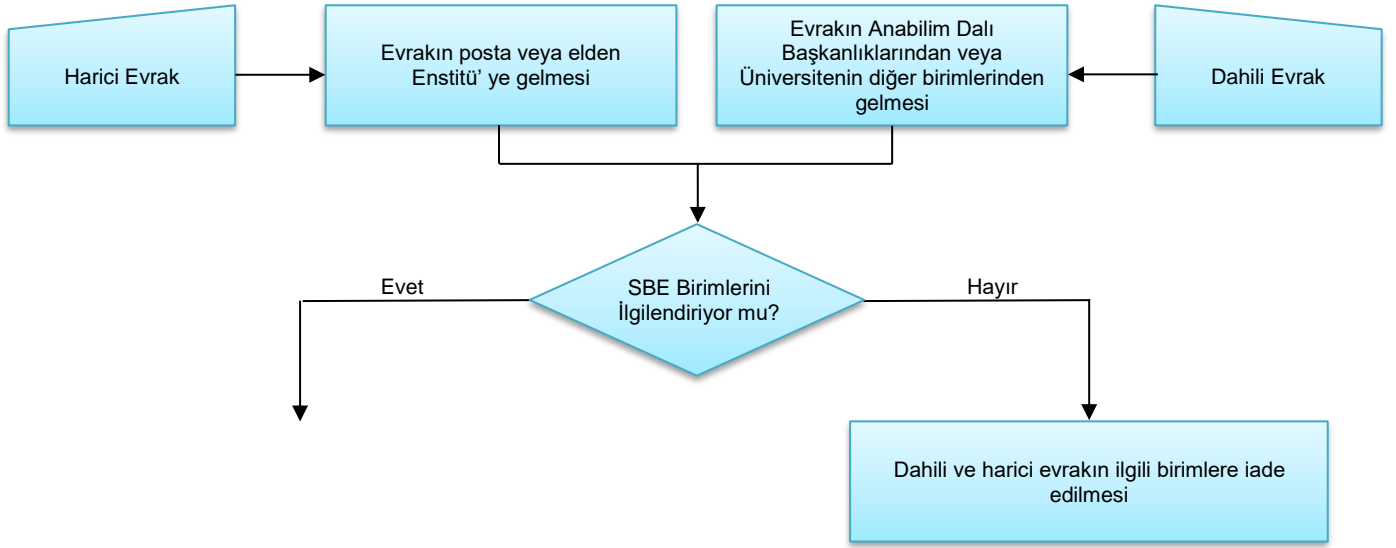 Harici Evrak
Evrakın posta veya elden
Enstitü’ ye gelmesi
Evrakın Anabilim Dalı
Başkanlıklarından veya
Üniversitenin diğer birimlerinden
gelmesi
Dahili Evrak
Evet
SBE Birimlerini
İlgilendiriyor mu?
Hayır
Dahili ve harici evrakın ilgili birimlere iade
edilmesi